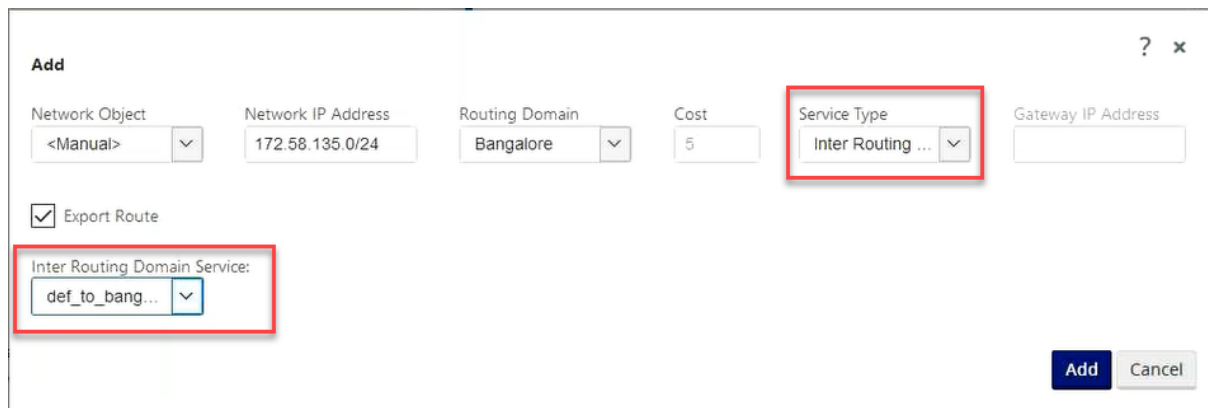 ? ×
Add
Network Object Network IP Address Routing Domain Cost Service Type Gateway IP Address
<Manual> 172.58.135.0/24 Bangalore 5 Inter Routing ...
Export Route
Inter Routing Domain Service:
def_to_bang...
Add Cancel